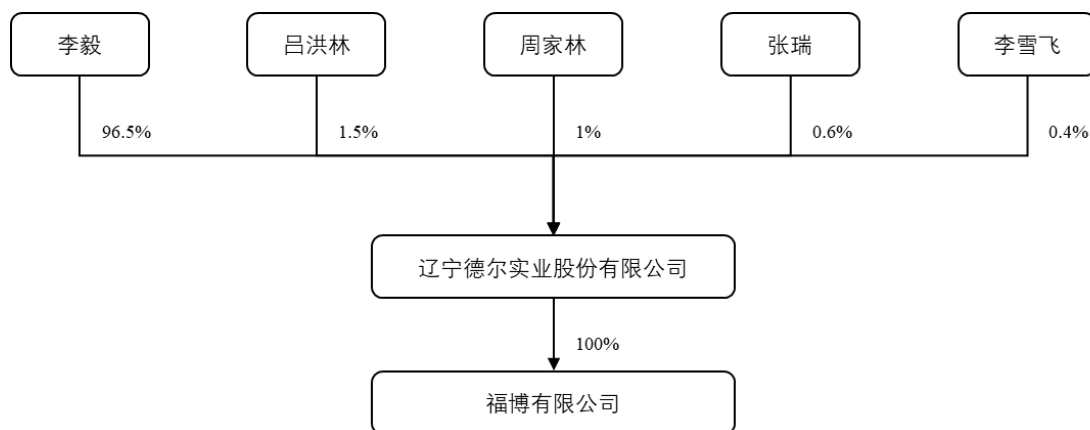 李毅
吕洪林
周家林
张瑞
李雪飞
96.5%
1.5%
1%
0.6%
0.4%
辽宁德尔实业股份有限公司
100%
福博有限公司